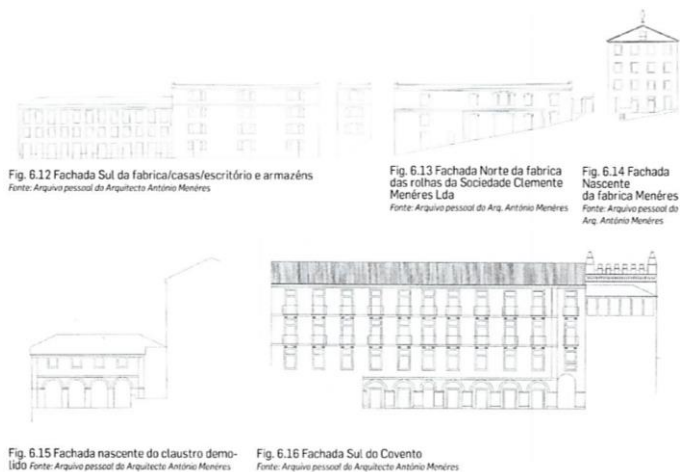 Fig. 6.12 Fachada Sul da fabrica/casas/escritório e armazéns
Fonte: Arquivo pessoal do Arquitecto António Menéres
Fig. 6.13 Fachada Norte da fabrica
das rolhas da Sociedade Clemente
Menéres Lda
Fonte: Arquivo pessoal do Arq. António Menéres
Fig. 6.14 Fachada
Nascente
da fabrica Menéres
Fonte: Arquivo pessoal do
Arq. António Menéres
Fig. 6.15 Fachada nascente do claustro demo-
lido Fonte: Arquivo pessoal do Arquitecto António Menéres
Fig. 6.16 Fachada Sul do Covento
Fonte: Arquivo pessoal do Arquitecto António Menéres